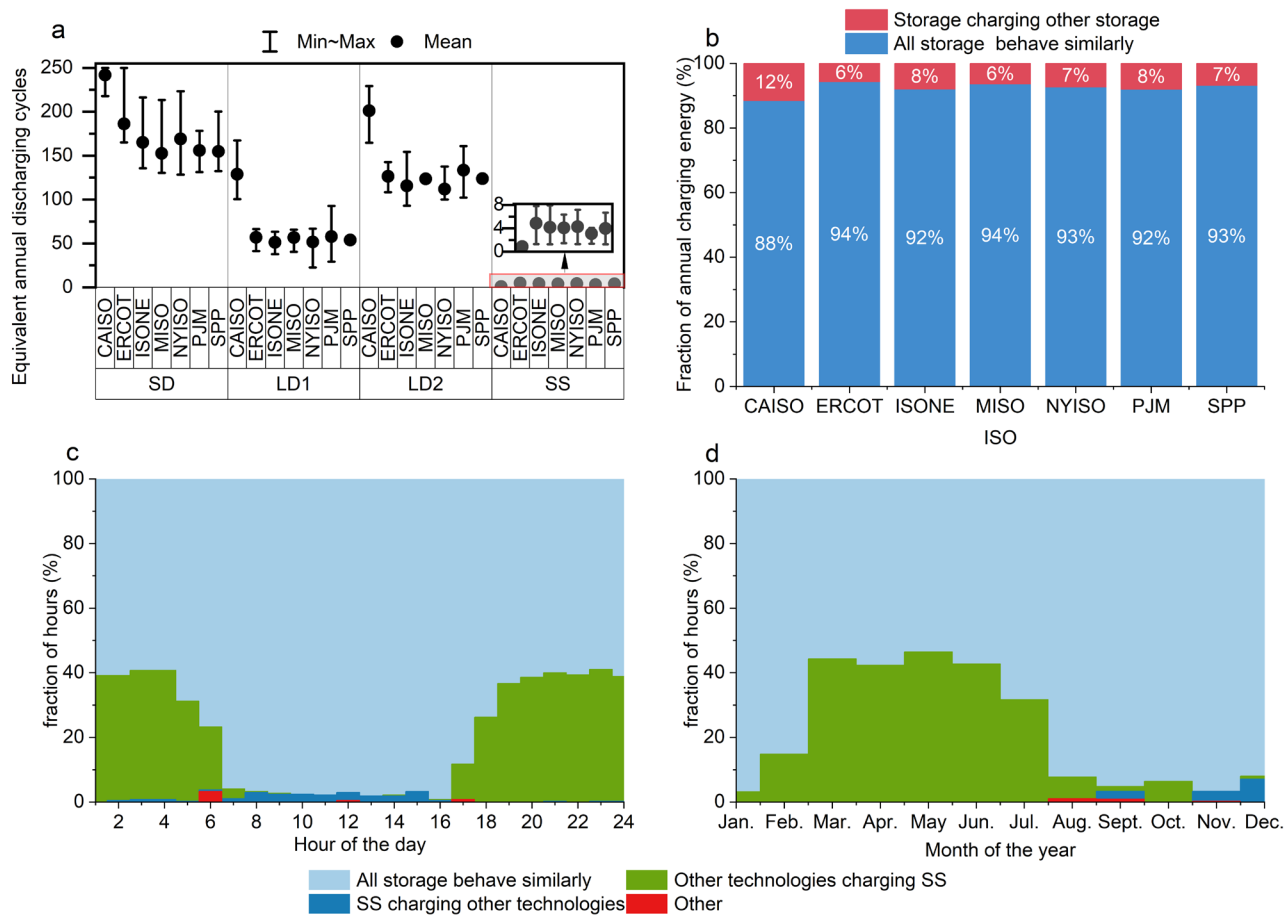 a
Min~Max Mean
Equivalent annual discharging cycles
250
200
150
100
50
0
8
4
0
CAISO ERCOT ISONE MISO NYISO PJM SPP CAISO ERCOT ISONE MISO NYISO PJM SPP CAISO ERCOT ISONE MISO NYISO PJM SPP CAISO ERCOT ISONE MISO NYISO PJM SPP
SD LD1 LD2 SS
b
Storage charging other storage
All storage behave similarly
Fraction of annual charging energy (%)
100
80
60
40
20
0
12% 6% 8% 6% 7% 8% 7%
88% 94% 92% 94% 93% 92% 93%
CAISO ERCOT ISONE MISO NYISO PJM SPP
ISO
c
fraction of hours (%)
100
80
60
40
20
0
2 4 6 8 10 12 14 16 18 20 22 24
Hour of the day
d
fraction of hours (%)
100
80
60
40
20
0
Jan. Feb. Mar. Apr. May Jun. Jul. Aug. Sept. Oct. Nov. Dec.
Month of the year
All storage behave similarly Other technologies charging SS
SS charging other technologies Other